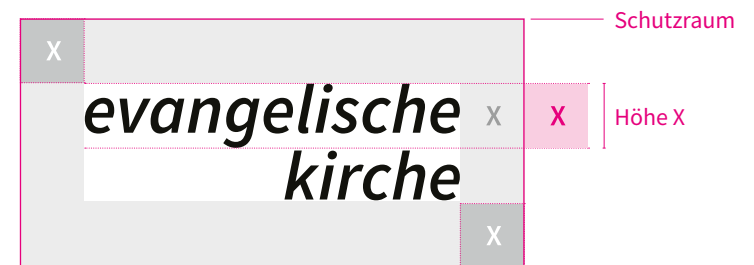 Schutzraum
X
evangelische X X Höhe X
kirche
X